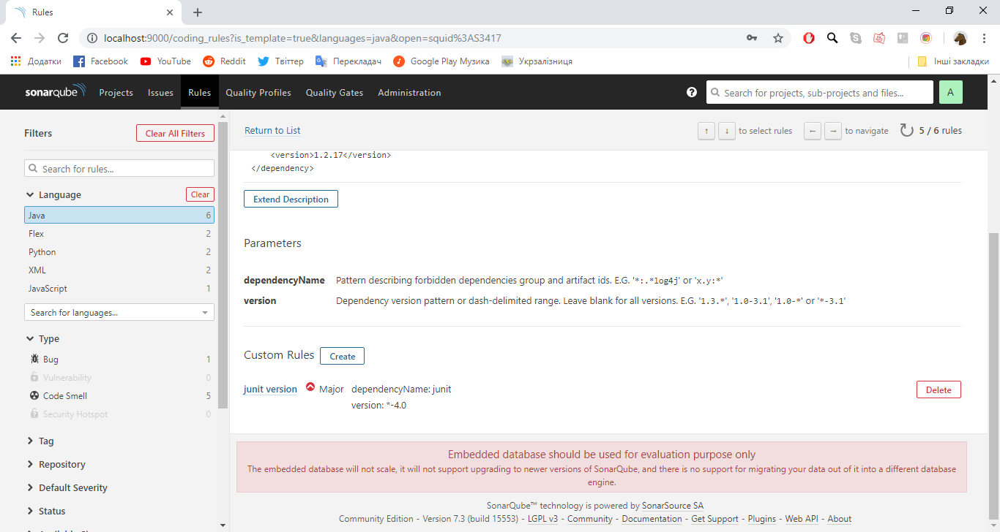 Rules
localhost:9000/coding_rules?is_template=true&languages=java&open=squid%3AS3417
Додатки Facebook YouTube Reddit Твіттер Перекладач Google Play Музика Укрзалізниця Інші закладки
sonarqube Projects Issues Rules Quality Profiles Quality Gates Administration ? Search for projects, sub-projects and files... A
Filters Clear All Filters
Search for rules...
Language Clear
Java 6
Flex 2
Python 2
XML 2
JavaScript 1
Search for languages...
Type
Bug 1
Vulnerability 0
Code Smell 5
Security Hotspot 0
Tag
Repository
Default Severity
Status
Return to List ↑ ↓ to select rules ← → to navigate 5 / 6 rules
<version>1.2.17</version>
</dependency>
Extend Description
Parameters
dependencyName Pattern describing forbidden dependencies group and artifact ids. E.G. '*:.*log4j' or 'x.y:*'
version Dependency version pattern or dash-delimited range. Leave blank for all versions. E.G. '1.3.*', '1.0-3.1', '1.0-*' or '*-3.1'
Custom Rules Create
junit version Major dependencyName: junit Delete
version: *-4.0
Embedded database should be used for evaluation purpose only
The embedded database will not scale, it will not support upgrading to newer versions of SonarQube, and there is no support for migrating your data out of it into a different database
engine.
SonarQube™ technology is powered by SonarSource SA
Community Edition - Version 7.3 (build 15553) - LGPL v3 - Community - Documentation - Get Support - Plugins - Web API - About